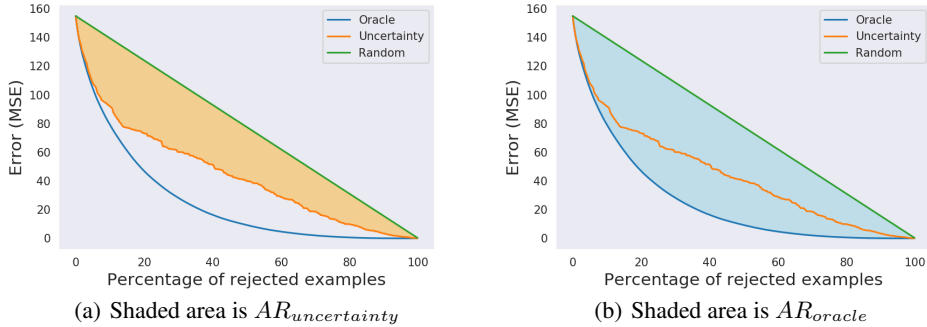 160
140
120
100
80
60
40
20
0
Error (MSE)
Oracle
Uncertainty
Random
0 20 40 60 80 100
Percentage of rejected examples
(a) Shaded area is AR_uncertainty
160
140
120
100
80
60
40
20
0
Error (MSE)
Oracle
Uncertainty
Random
0 20 40 60 80 100
Percentage of rejected examples
(b) Shaded area is AR_oracle